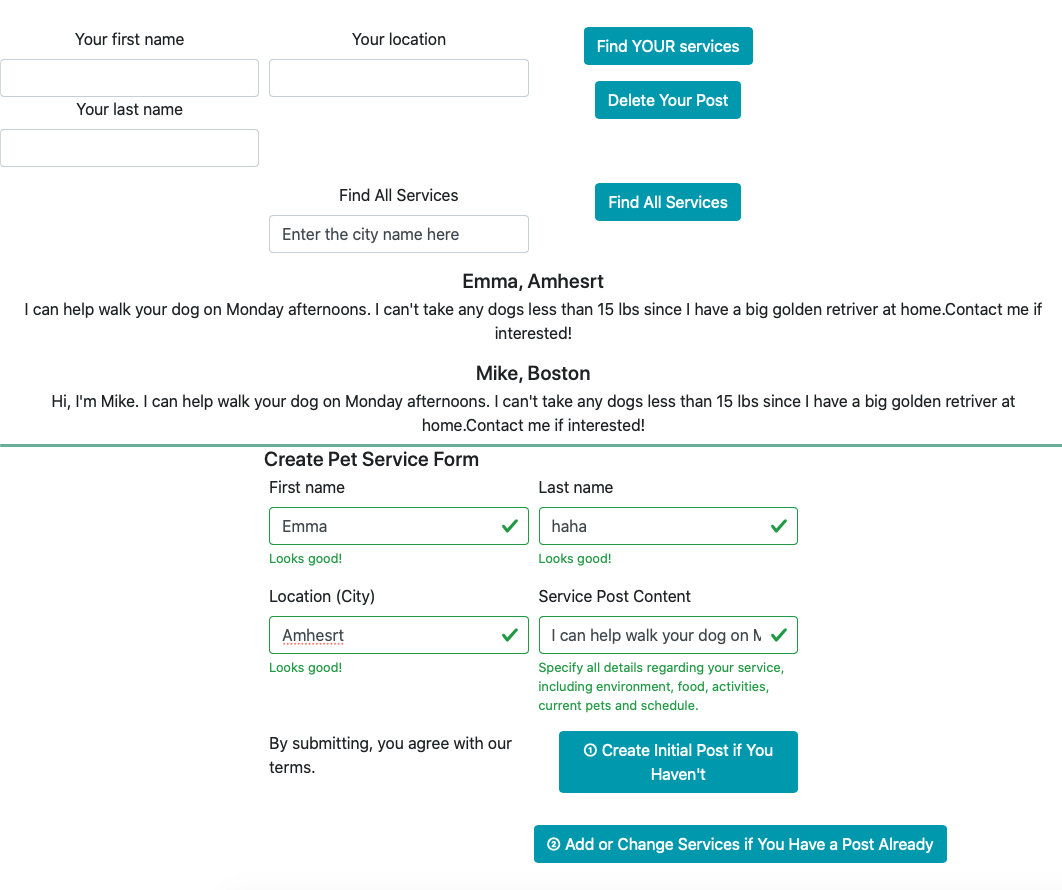 Your first name
Your location
Find YOUR services
Delete Your Post
Your last name
Find All Services
Find All Services
Enter the city name here
Emma, Amhesrt
I can help walk your dog on Monday afternoons. I can't take any dogs less than 15 lbs since I have a big golden retriver at home.Contact me if
interested!
Mike, Boston
Hi, I'm Mike. I can help walk your dog on Monday afternoons. I can't take any dogs less than 15 lbs since I have a big golden retriver at
home.Contact me if interested!
Create Pet Service Form
First name
Last name
Emma
haha
Looks good!
Looks good!
Location (City)
Service Post Content
Amhesrt
I can help walk your dog on M
Looks good!
Specify all details regarding your service,
including environment, food, activities,
current pets and schedule.
By submitting, you agree with our
terms.
① Create Initial Post if You
Haven't
② Add or Change Services if You Have a Post Already